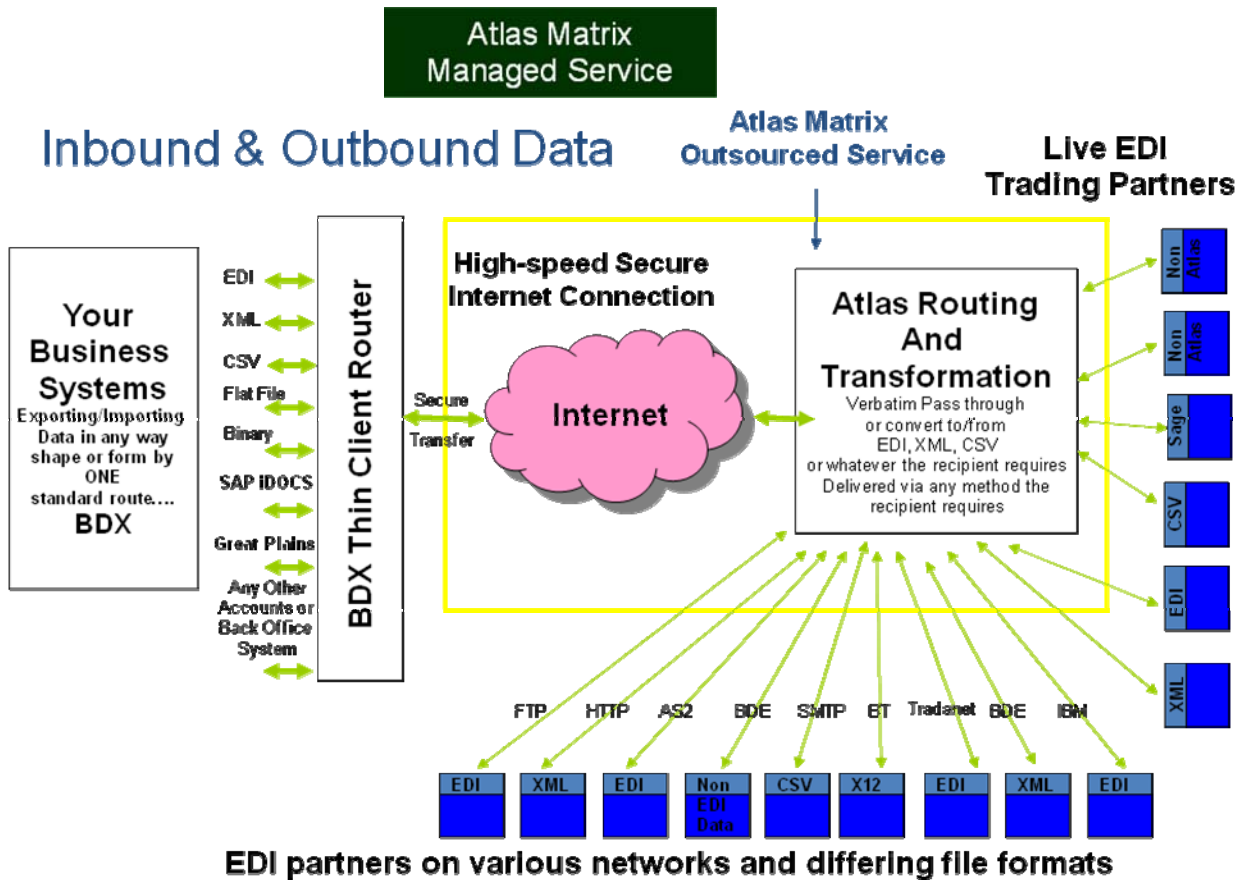 Atlas Matrix
Managed Service
Inbound & Outbound Data
Atlas Matrix
Outsourced Service
Live EDI
Trading Partners
Your
Business
Systems
Exporting/Importing
Data in any way
shape or form by
ONE
standard route....
BDX
EDI
XML
CSV
Flat File
Binary
SAP iDOCS
Great Plains
Any Other
Accounts or
Back Office
System
BDX Thin Client Router
Secure
Transfer
High-speed Secure
Internet Connection
Internet
Atlas Routing
And
Transformation
Verbatim Pass through
or convert to/from
EDI, XML, CSV
or whatever the recipient requires
Delivered via any method the
recipient requires
Non
Atlas
Non
Atlas
Sage
CSV
EDI
XML
FTP
HTTP
AS2
BDE
SMTP
BT
Tradanet
BDE
IBM
EDI
XML
EDI
Non
EDI
Data
CSV
X12
EDI
XML
EDI
EDI partners on various networks and differing file formats